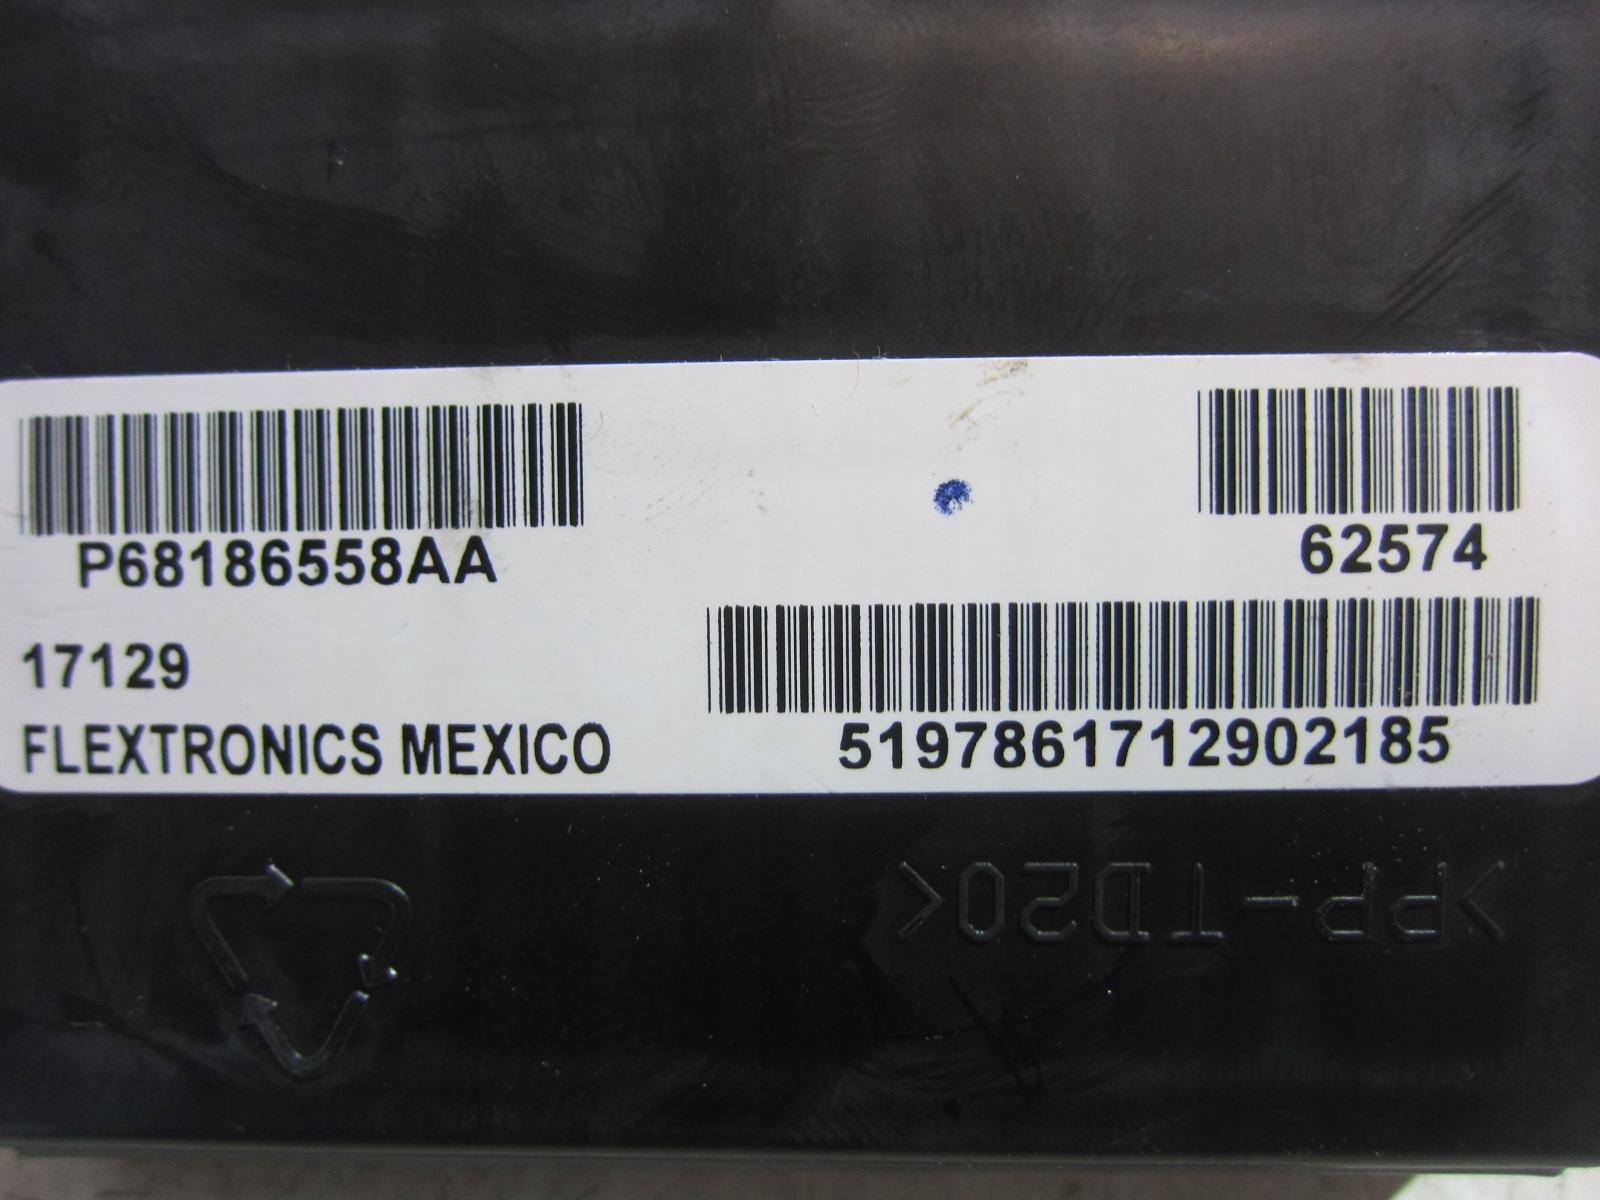 P68186558AA
62574
17129
5197861712902185
FLEXTRONICS MEXICO
>PP-TD20<